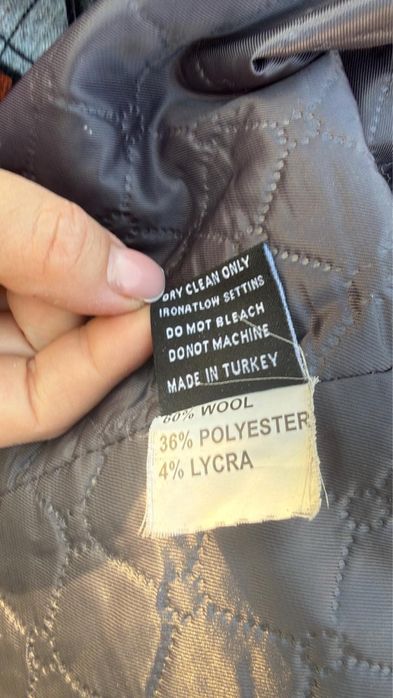 DRY CLEAN ONLY
IRONATLOW SETTINS
DO MOT BLEACH
DONOT MACHINE
MADE IN TURKEY
60% WOOL
36% POLYESTER
4% LYCRA